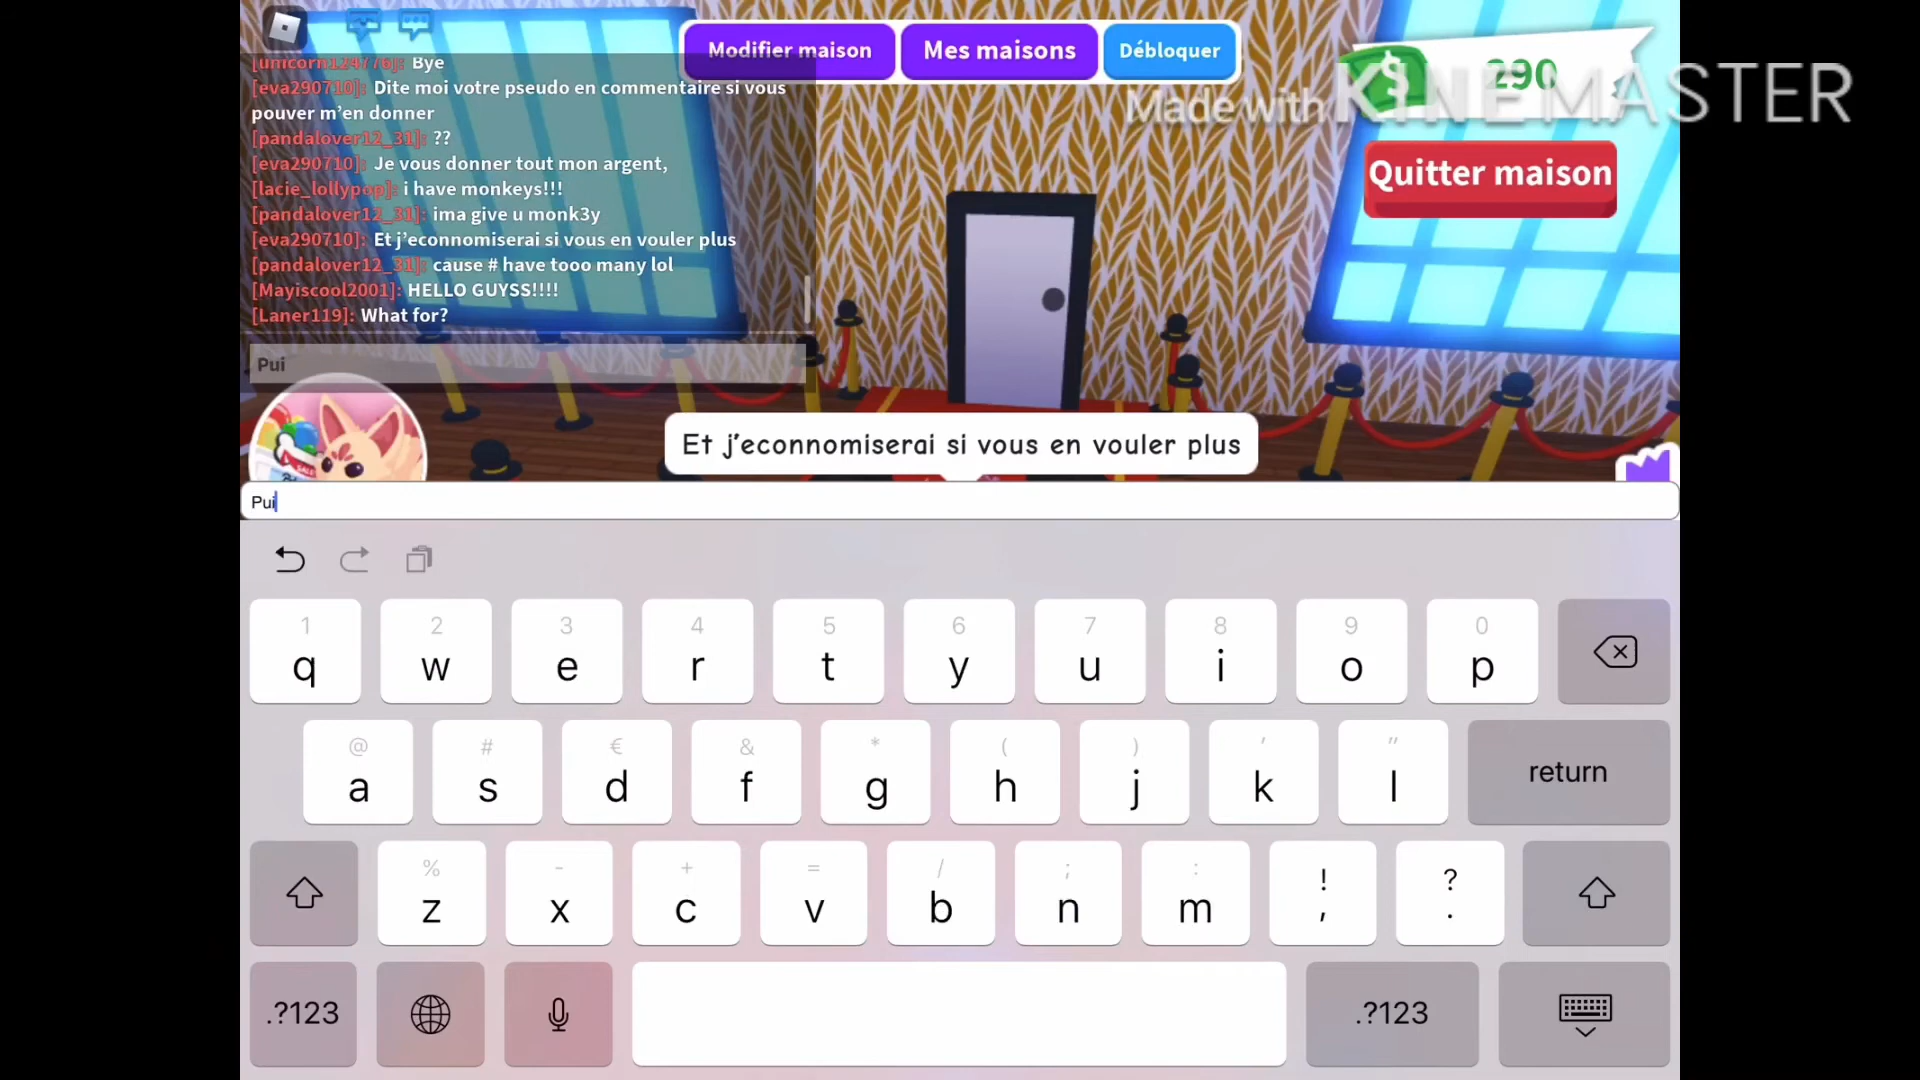 Modifier maison
Mes maisons
Débloquer
290
Made with KINEMASTER
Quitter maison
[unicorn124776]: Bye
[eva290710]: Dite moi votre pseudo en commentaire si vous
pouver m’en donner
[pandalover12_31]: ??
[eva290710]: Je vous donner tout mon argent,
[lacie_lollypop]: i have monkeys!!!
[pandalover12_31]: ima give u monk3y
[eva290710]: Et j’econnomiserai si vous en vouler plus
[pandalover12_31]: cause # have tooo many lol
[Mayiscool2001]: HELLO GUYSS!!!!
[Laner119]: What for?
Pui
Et j’econnomiserai si vous en vouler plus
Pui
1 2 3 4 5 6 7 8 9 0
q w e r t y u i o p
@ # € & * ( ) ' "
a s d f g h j k l return
% - + = / ; : ! ?
z x c v b n m , .
.?123 .?123